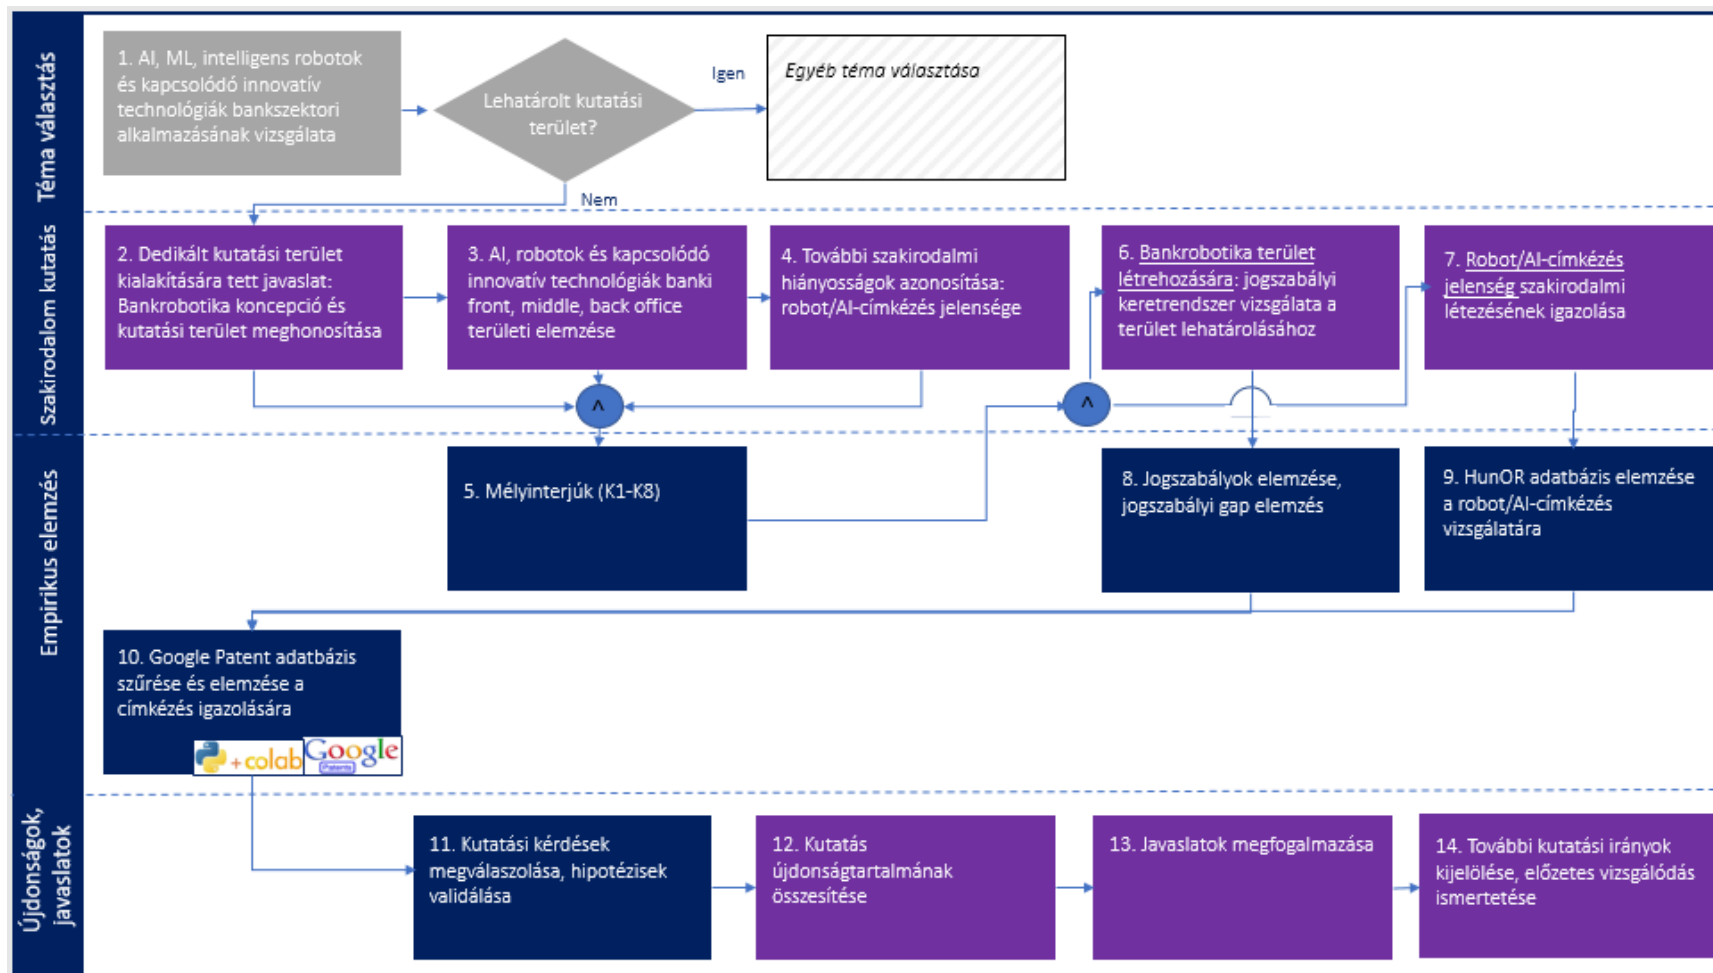 Téma választás
1. AI, ML, intelligens robotok
és kapcsolódó innovatív
technológiák bankszektori
alkalmazásának vizsgálata
Lehatárolt kutatási
terület?
Igen
Egyéb téma választása
Nem
Szakirodalom kutatás
2. Dedikált kutatási terület
kialakítására tett javaslat:
Bankrobotika koncepció és
kutatási terület meghonosítása
3. AI, robotok és kapcsolódó
innovatív technológiák banki
front, middle, back office
területi elemzése
4. További szakirodalmi
hiányosságok azonosítása:
robot/AI-címkézés jelensége
6. Bankrobotika terület
létrehozására: jogszabályi
keretrendszer vizsgálata a
terület lehatárolásához
7. Robot/AI-címkézés
jelenség szakirodalmi
létezésének igazolása
^
^
Empirikus elemzés
5. Mélyinterjúk (K1-K8)
8. Jogszabályok elemzése,
jogszabályi gap elemzés
9. HunOR adatbázis elemzése
a robot/AI-címkézés
vizsgálatára
10. Google Patent adatbázis
szűrése és elemzése a
címkézés igazolására
+ colab
Google
Patents
Újdonságok,
javaslatok
11. Kutatási kérdések
megválaszolása, hipotézisek
validálása
12. Kutatás
újdonságtartalmának
összesítése
13. Javaslatok megfogalmazása
14. További kutatási irányok
kijelölése, előzetes vizsgálódás
ismertetése